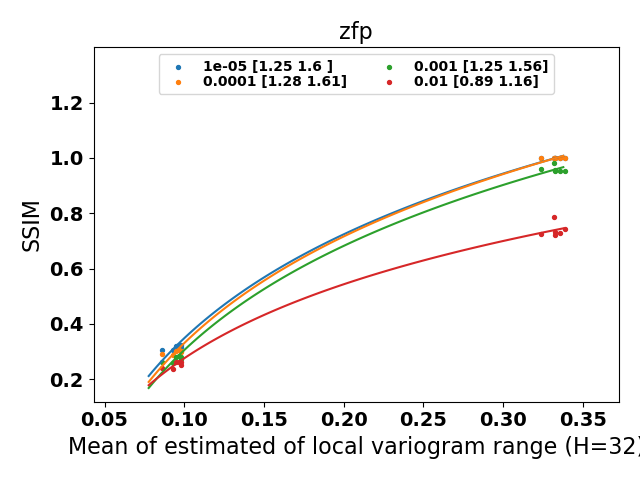 zfp
1e-05 [1.25 1.6 ]
0.0001 [1.28 1.61]
0.001 [1.25 1.56]
0.01 [0.89 1.16]
SSIM
1.2
1.0
0.8
0.6
0.4
0.2
0.05 0.10 0.15 0.20 0.25 0.30 0.35
Mean of estimated of local variogram range (H=32)